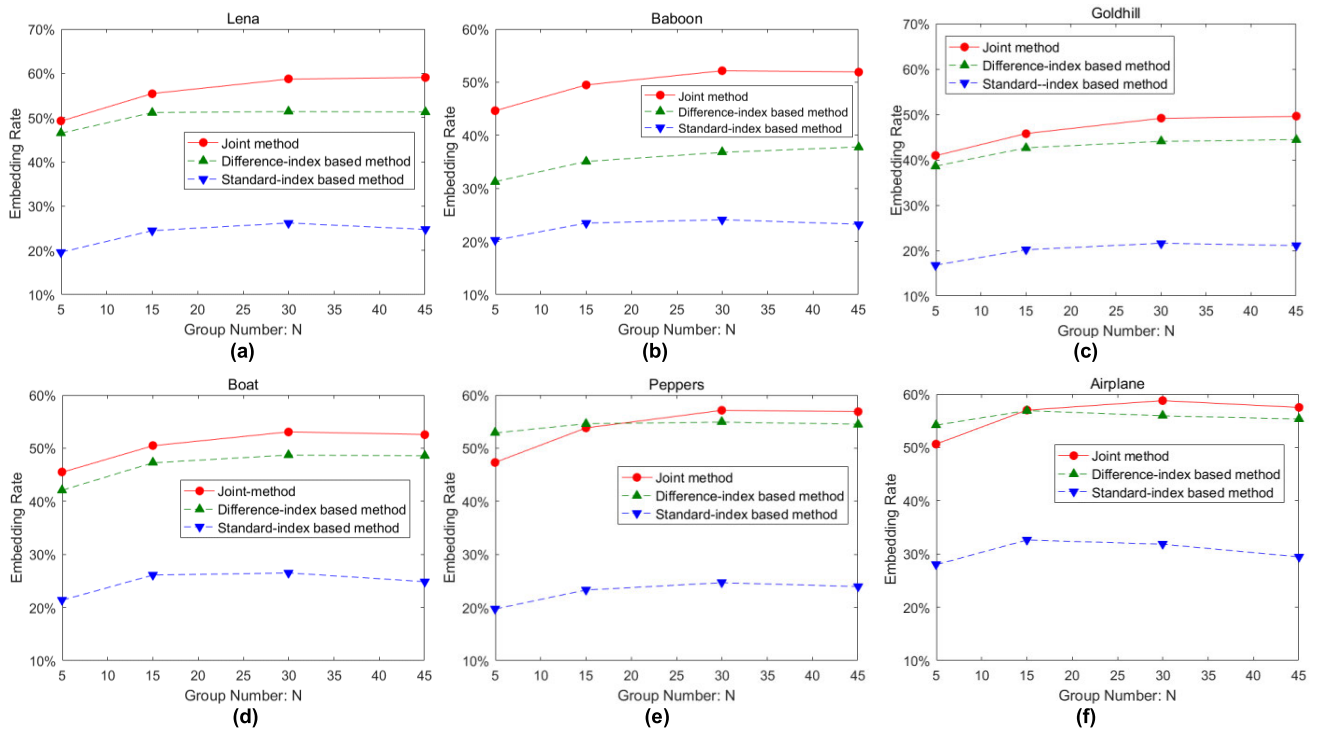 Lena
70%
60%
50%
40%
30%
20%
10%
Embedding Rate
Joint method
Difference-index based method
Standard-index based method
5 10 15 20 25 30 35 40 45
Group Number: N
(a)
Baboon
60%
50%
40%
30%
20%
10%
Embedding Rate
Joint method
Difference-index based method
Standard-index based method
5 10 15 20 25 30 35 40 45
Group Number: N
(b)
Goldhill
70%
60%
50%
40%
30%
20%
10%
Embedding Rate
Joint method
Difference-index based method
Standard--index based method
5 10 15 20 25 30 35 40 45
Group Number: N
(c)
Boat
60%
50%
40%
30%
20%
10%
Embedding Rate
Joint-method
Difference-index based method
Standard-index based method
5 10 15 20 25 30 35 40 45
Group Number: N
(d)
Peppers
60%
50%
40%
30%
20%
10%
Embedding Rate
Joint method
Difference-index based method
Standard-index based method
5 10 15 20 25 30 35 40 45
Group Number: N
(e)
Airplane
60%
50%
40%
30%
20%
10%
Embedding Rate
Joint method
Difference-index based method
Standard-index based method
5 10 15 20 25 30 35 40 45
Group Number: N
(f)